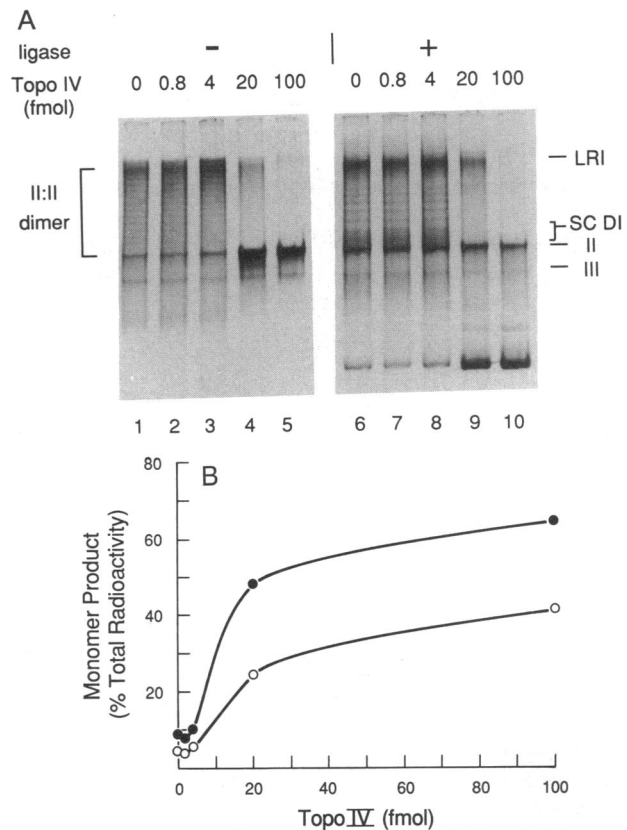 A
ligase - +
Topo IV 0 0.8 4 20 100 0 0.8 4 20 100
(fmol)
II:II
dimer
LRI
SC DI
II
III
1 2 3 4 5 6 7 8 9 10
B
80
60
40
20
Monomer Product
(% Total Radioactivity)
0 20 40 60 80 100
Topo IV (fmol)